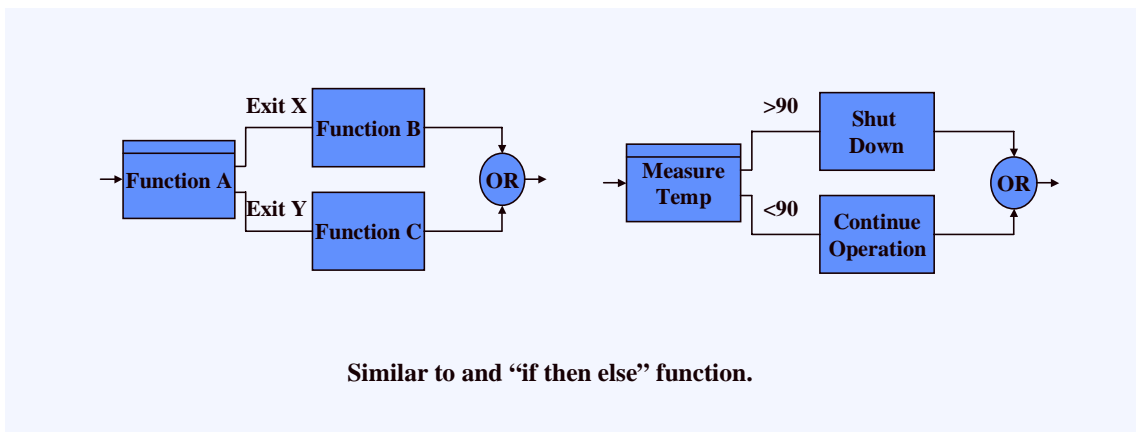 Exit X
Function B
Function A
OR
Exit Y
Function C
>90
Shut
Down
Measure
Temp
OR
<90
Continue
Operation
Similar to and “if then else” function.